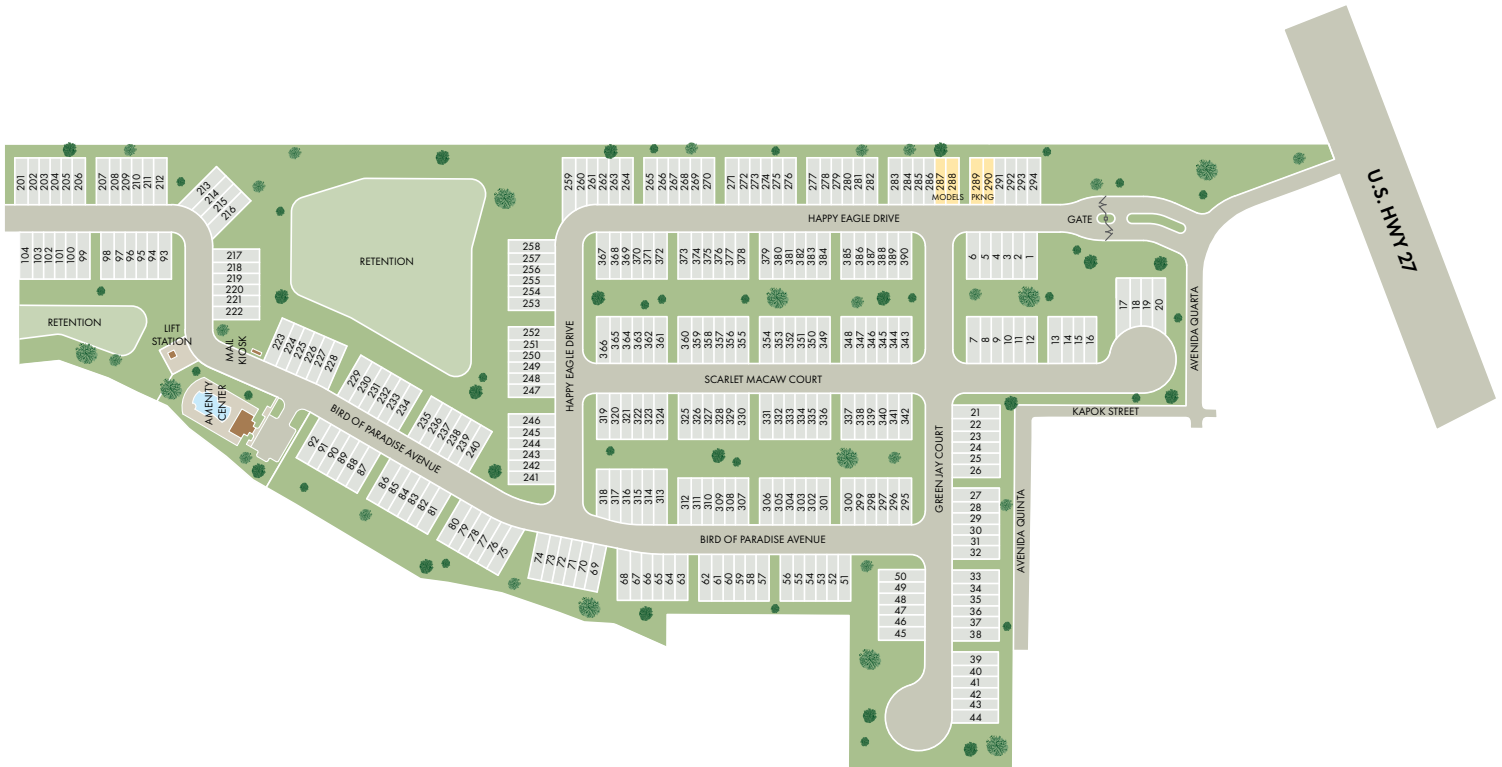 U.S. HWY 27
201 202 203 204 205 206
207 208 209 210 211 212
213
214
215
216
259 260 261 262 263 264
265 266 267 268 269 270
271 272 273 274 275 276
277 278 279 280 281 282
283 284 285 286 287 288
MODELS
289 290 291 292 293 294
PKNG
HAPPY EAGLE DRIVE
GATE
104 103 102 101 100 99
98 97 96 95 94 93
217
218
219
220
221
222
RETENTION
258
257
256
255
254
253
367 368 369 370 371 372
373 374 375 376 377 378
379 380 381 382 383 384
385 386 387 388 389 390
6 5 4 3 2 1
17 18 19 20
AVENIDA QUARTA
RETENTION
LIFT
STATION
MAIL
KIOSK
223 224 225 226 227 228
252
251
250
249
248
247
HAPPY EAGLE DRIVE
366 365 364 363 362 361
360 359 358 357 356 355
354 353 352 351 350 349
348 347 346 345 344 343
7 8 9 10 11 12
13 14 15 16
SCARLET MACAW COURT
AMENITY
CENTER
229 230 231 232 233 234
235 236 237 238 239 240
BIRD OF PARADISE AVENUE
246
245
244
243
242
241
319 320 321 322 323 324
325 326 327 328 329 330
331 332 333 334 335 336
337 338 339 340 341 342
GREEN JAY COURT
21
22
23
24
25
26
KAPOK STREET
92 91 90 89 88 87
86 85 84 83 82 81
80 79 78 77 76 75
74 73 72 71 70 69
318 317 316 315 314 313
312 311 310 309 308 307
306 305 304 303 302 301
300 299 298 297 296 295
27
28
29
30
31
32
AVENIDA QUINTA
BIRD OF PARADISE AVENUE
68 67 66 65 64 63
62 61 60 59 58 57
56 55 54 53 52 51
50
49
48
47
46
45
33
34
35
36
37
38
39
40
41
42
43
44